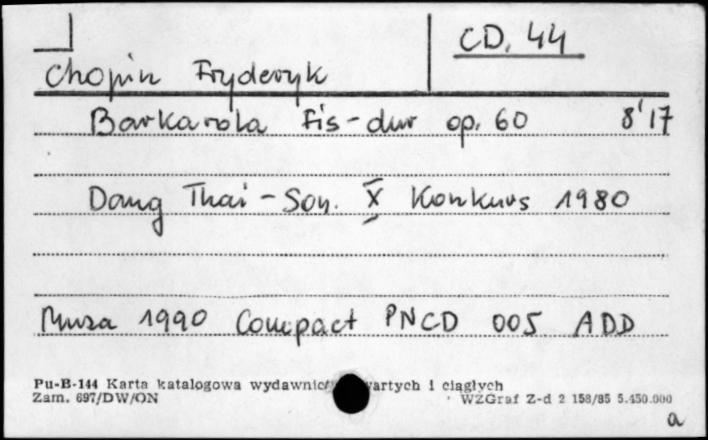 CD. 44
Chopin Fryderyk
Barkarola Fis-dur op. 60 8'17
Dang Thai-Son. X Konkurs 1980
Muza 1990 Compact PNCD 005 ADD
Pu-B-144 Karta katalogowa wydawnict wartych i ciągłych
Zam. 697/DW/ON WZGraf Z-d 2 158/85 5.450.000
a